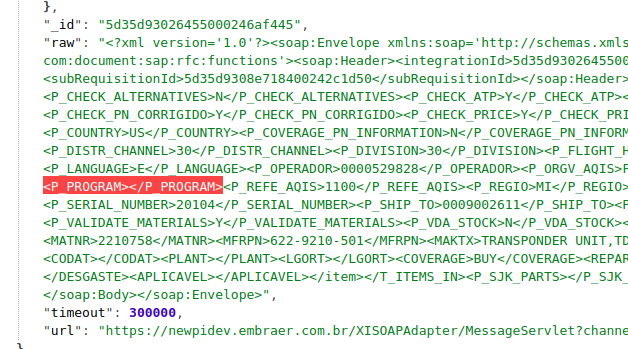 },
"_id": "5d35d93026455000246af445",
"raw": "<?xml version='1.0'?><soap:Envelope xmlns:soap='http://schemas.xmls
com:document:sap:rfc:functions'><soap:Header><integrationId>5d35d9302645500
<subRequisitionId>5d35d9308e718400242c1d50</subRequisitionId></soap:Header>
<P_CHECK_ALTERNATIVES>N</P_CHECK_ALTERNATIVES><P_CHECK_ATP>Y</P_CHECK_ATP><
<P_CHECK_PN_CORRIGIDO>Y</P_CHECK_PN_CORRIGIDO><P_CHECK_PRICE>Y</P_CHECK_PRI
<P_COUNTRY>US</P_COUNTRY><P_COVERAGE_PN_INFORMATION>N</P_COVERAGE_PN_INFORM
<P_DISTR_CHANNEL>30</P_DISTR_CHANNEL><P_DIVISION>30</P_DIVISION><P_FLIGHT_H
<P_LANGUAGE>E</P_LANGUAGE><P_OPERADOR>0000529828</P_OPERADOR><P_ORGV_AQIS>F
<P_PROGRAM></P_PROGRAM><P_REFE_AQIS>1100</P_REFE_AQIS><P_REGIO>MI</P_REGIO>
<P_SERIAL_NUMBER>20104</P_SERIAL_NUMBER><P_SHIP_TO>0009002611</P_SHIP_TO><P
<P_VALIDATE_MATERIALS>Y</P_VALIDATE_MATERIALS><P_VDA_STOCK>N</P_VDA_STOCK><
<MATNR>2210758</MATNR><MFRPN>622-9210-501</MFRPN><MAKTX>TRANSPONDER UNIT,TD
<CODAT></CODAT><PLANT></PLANT><LGORT></LGORT><COVERAGE>BUY</COVERAGE><REPAR
</DESGASTE><APLICAVEL></APLICAVEL></item></T_ITEMS_IN><P_SJK_PARTS></P_SJK_
</soap:Body></soap:Envelope>",
"timeout": 300000,
"url": "https://newpidev.embraer.com.br/XISOAPAdapter/MessageServlet?channe
}